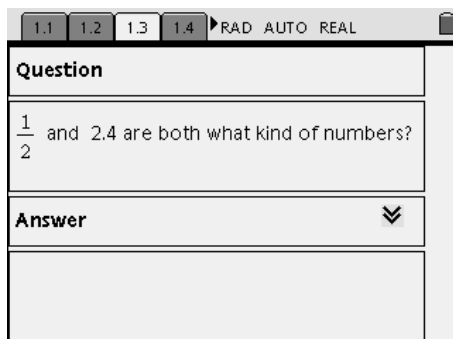 1.1 1.2 1.3 1.4 RAD AUTO REAL
Question
1/2 and 2.4 are both what kind of numbers?
Answer